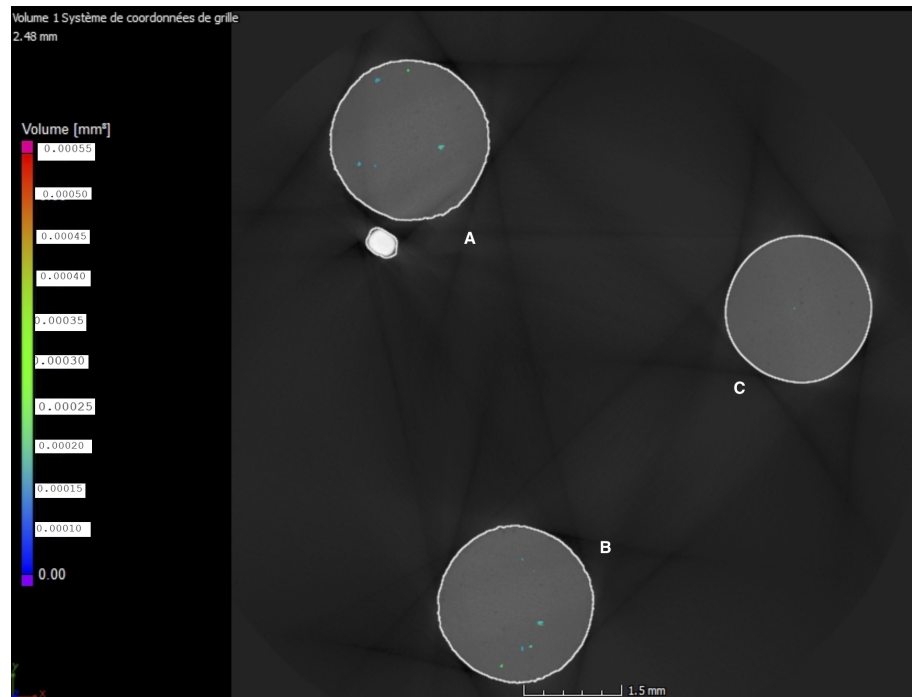 Volume 1 Système de coordonnées de grille
2.48 mm
Volume [mm³]
0.00055
0.00050
0.00045
0.00040
0.00035
0.00030
0.00025
0.00020
0.00015
0.00010
0.00
A
C
B
1.5 mm
Y
X